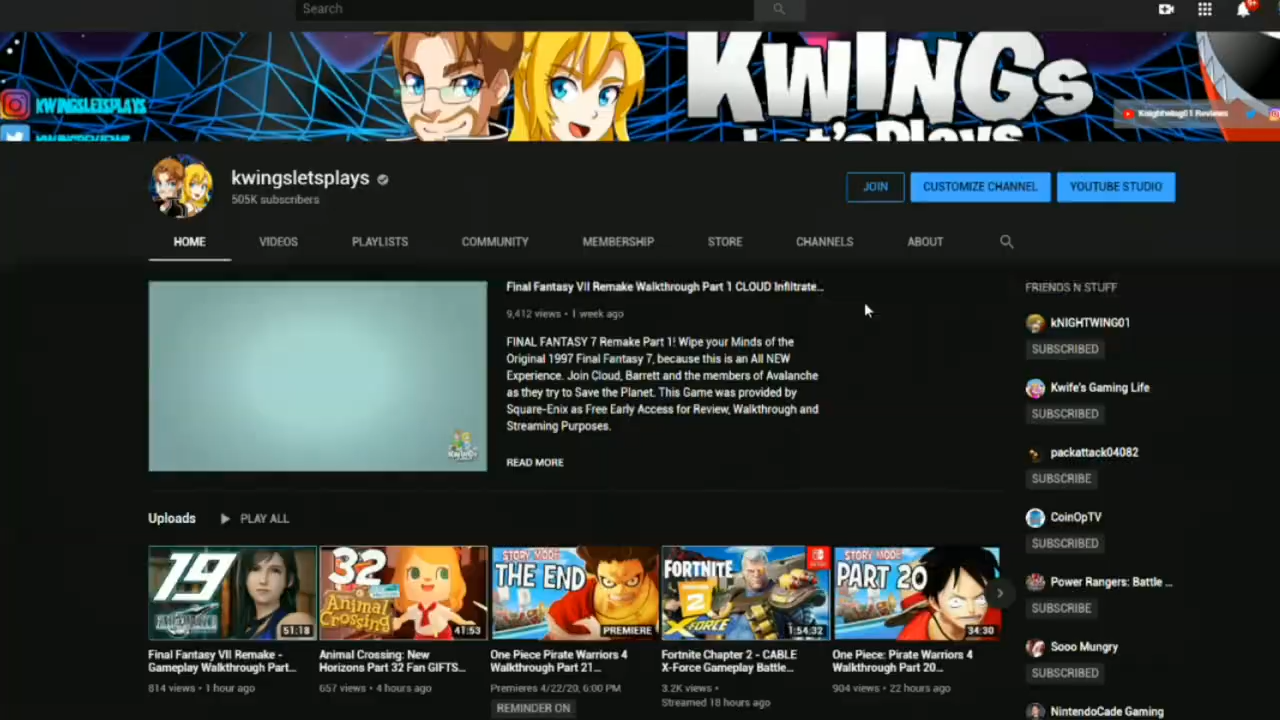 Search
9+
KWINGs
Let'sPlays
KWINGSLETSPLAYS
Knightwing01 Reviews
kwingsletsplays
505K subscribers
JOIN
CUSTOMIZE CHANNEL
YOUTUBE STUDIO
HOME
VIDEOS
PLAYLISTS
COMMUNITY
MEMBERSHIP
STORE
CHANNELS
ABOUT
Final Fantasy VII Remake Walkthrough Part 1 CLOUD Infiltrate...
9,412 views • 1 week ago
FINAL FANTASY 7 Remake Part 1! Wipe your Minds of the
Original 1997 Final Fantasy 7, because this is an All NEW
Experience. Join Cloud, Barrett and the members of Avalanche
as they try to Save the Planet. This Game was provided by
Square-Enix as Free Early Access for Review, Walkthrough and
Streaming Purposes.
READ MORE
FRIENDS N STUFF
kNIGHTWING01
SUBSCRIBED
Kwife's Gaming Life
SUBSCRIBED
packattack04082
SUBSCRIBE
CoinOpTV
SUBSCRIBED
Power Rangers: Battle ...
SUBSCRIBE
Sooo Mungry
SUBSCRIBED
NintendoCade Gaming
Uploads
PLAY ALL
19
51:18
Final Fantasy VII Remake -
Gameplay Walkthrough Part...
814 views • 1 hour ago
32
Animal
Crossing
41:53
Animal Crossing: New
Horizons Part 32 Fan GIFTS...
657 views • 4 hours ago
STORY MODE
THE END
PREMIERE
One Piece Pirate Warriors 4
Walkthrough Part 21...
Premieres 4/22/20, 6:00 PM
REMINDER ON
FORTNITE
2
X-FORCE
1:54:32
Fortnite Chapter 2 - CABLE
X-Force Gameplay Battle...
3.2K views •
Streamed 18 hours ago
STORY MODE
PART 20
34:30
One Piece: Pirate Warriors 4
Walkthrough Part 20...
904 views • 22 hours ago